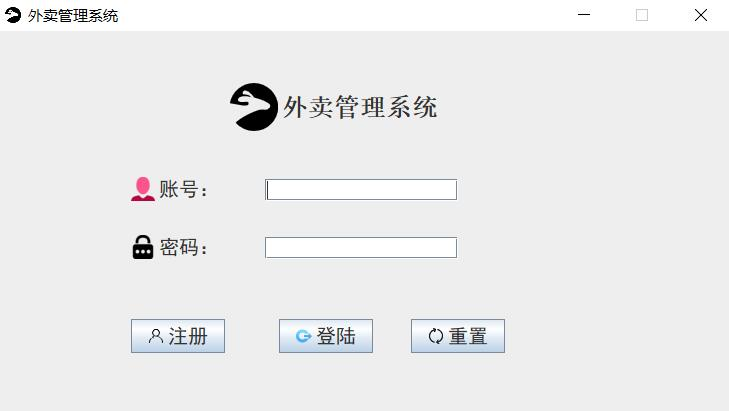 外卖管理系统
外卖管理系统
账号：
密码：
注册 登陆 重置